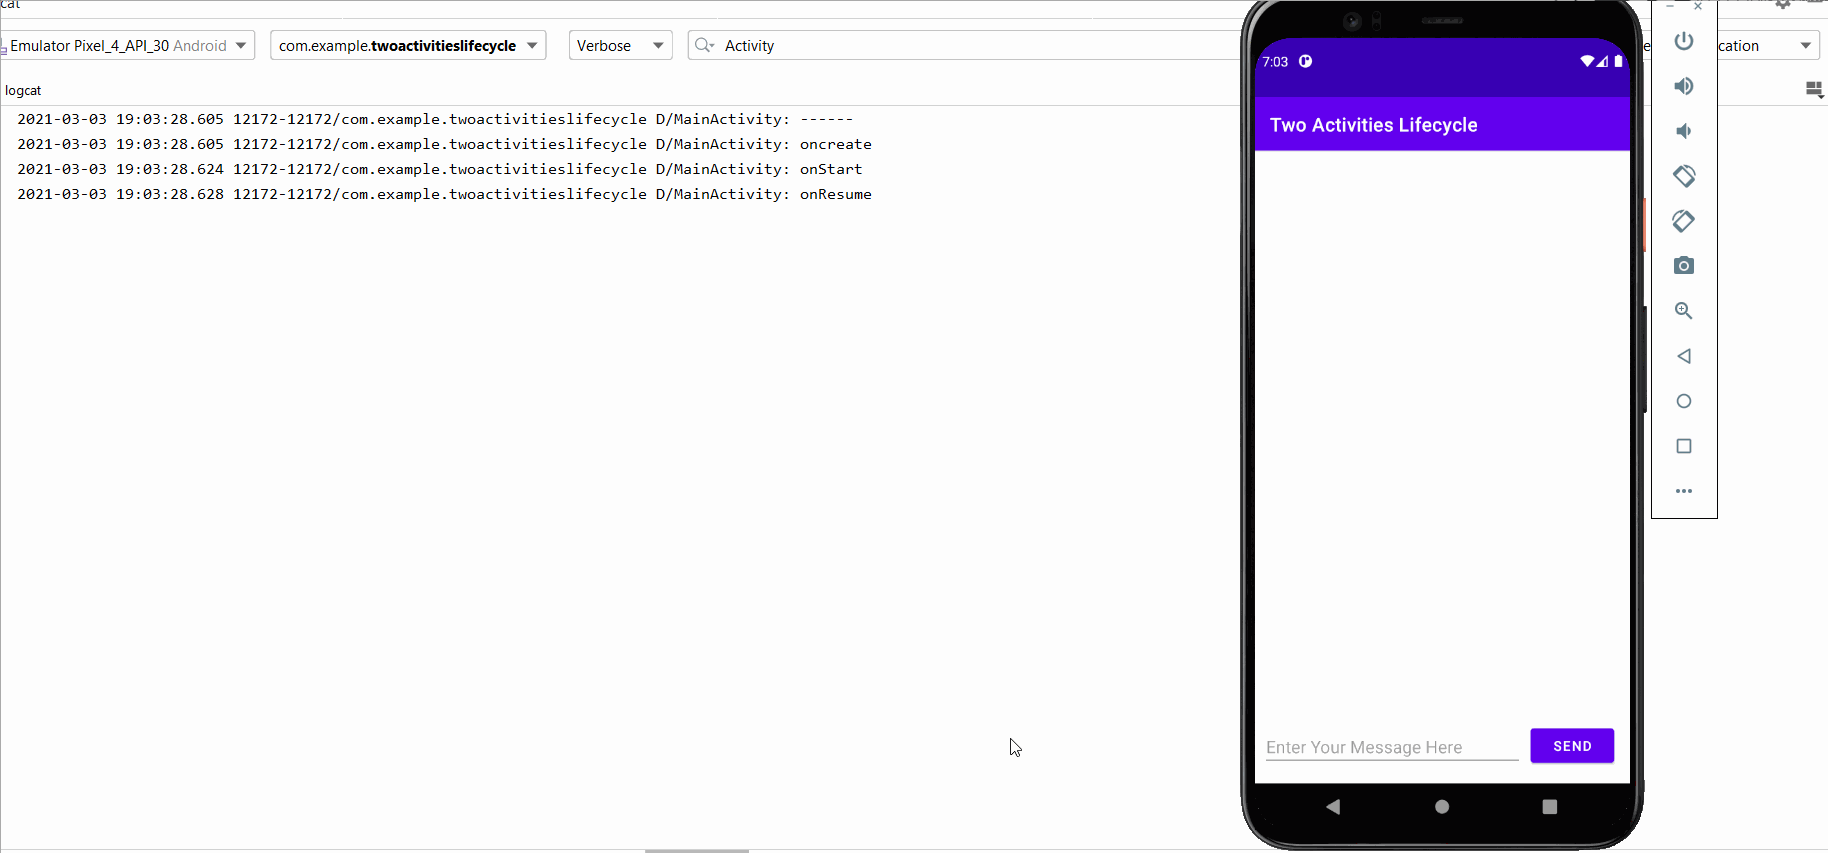 cat
Emulator Pixel_4_API_30 Android
com.example.twoactivitieslifecycle
Verbose
Activity
cation
logcat
2021-03-03 19:03:28.605 12172-12172/com.example.twoactivitieslifecycle D/MainActivity: ------
2021-03-03 19:03:28.605 12172-12172/com.example.twoactivitieslifecycle D/MainActivity: oncreate
2021-03-03 19:03:28.624 12172-12172/com.example.twoactivitieslifecycle D/MainActivity: onStart
2021-03-03 19:03:28.628 12172-12172/com.example.twoactivitieslifecycle D/MainActivity: onResume
7:03
Two Activities Lifecycle
Enter Your Message Here
SEND